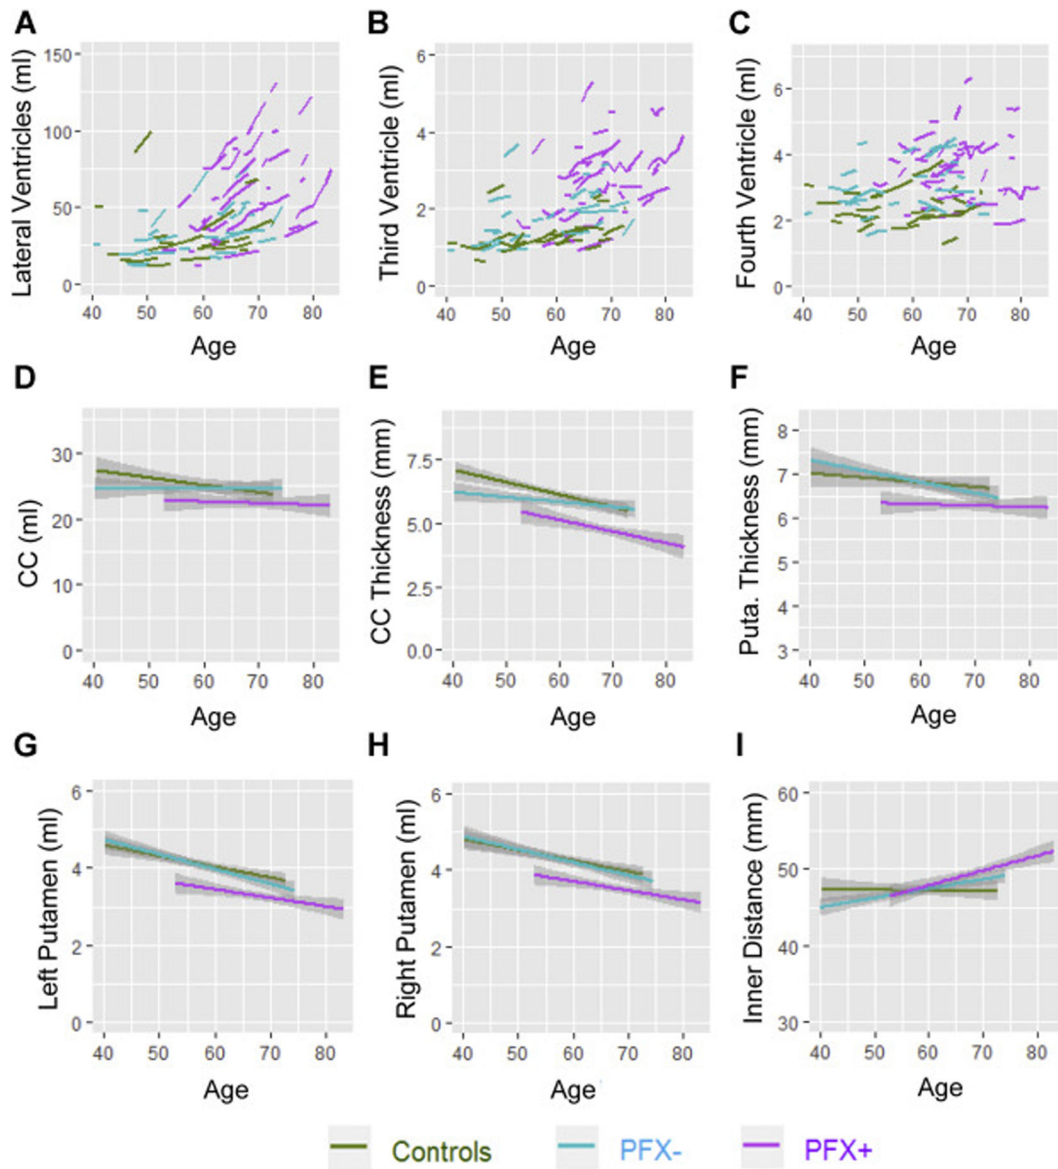 A
B
C
Lateral Ventricles (ml)
150
100
50
0
40 50 60 70 80
Age
Third Ventricle (ml)
6
4
2
0
40 50 60 70 80
Age
Fourth Ventricle (ml)
6
4
2
0
40 50 60 70 80
Age
D
E
F
CC (ml)
30
20
10
0
40 50 60 70 80
Age
CC Thickness (mm)
7.5
5.0
2.5
0.0
40 50 60 70 80
Age
Puta. Thickness (mm)
8
7
6
5
4
3
40 50 60 70 80
Age
G
H
I
Left Putamen (ml)
6
4
2
0
40 50 60 70 80
Age
Right Putamen (ml)
6
4
2
0
40 50 60 70 80
Age
Inner Distance (mm)
60
50
40
30
40 50 60 70 80
Age
Controls PFX- PFX+